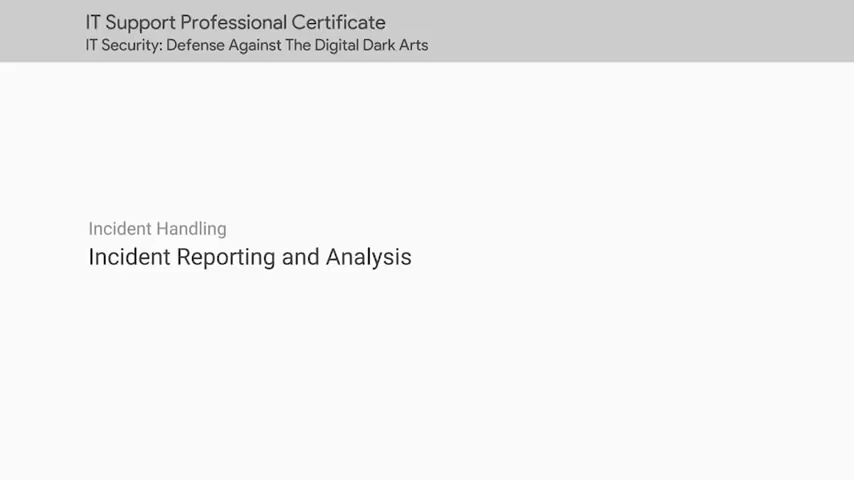 IT Support Professional Certificate
IT Security: Defense Against The Digital Dark Arts
Incident Handling
Incident Reporting and Analysis